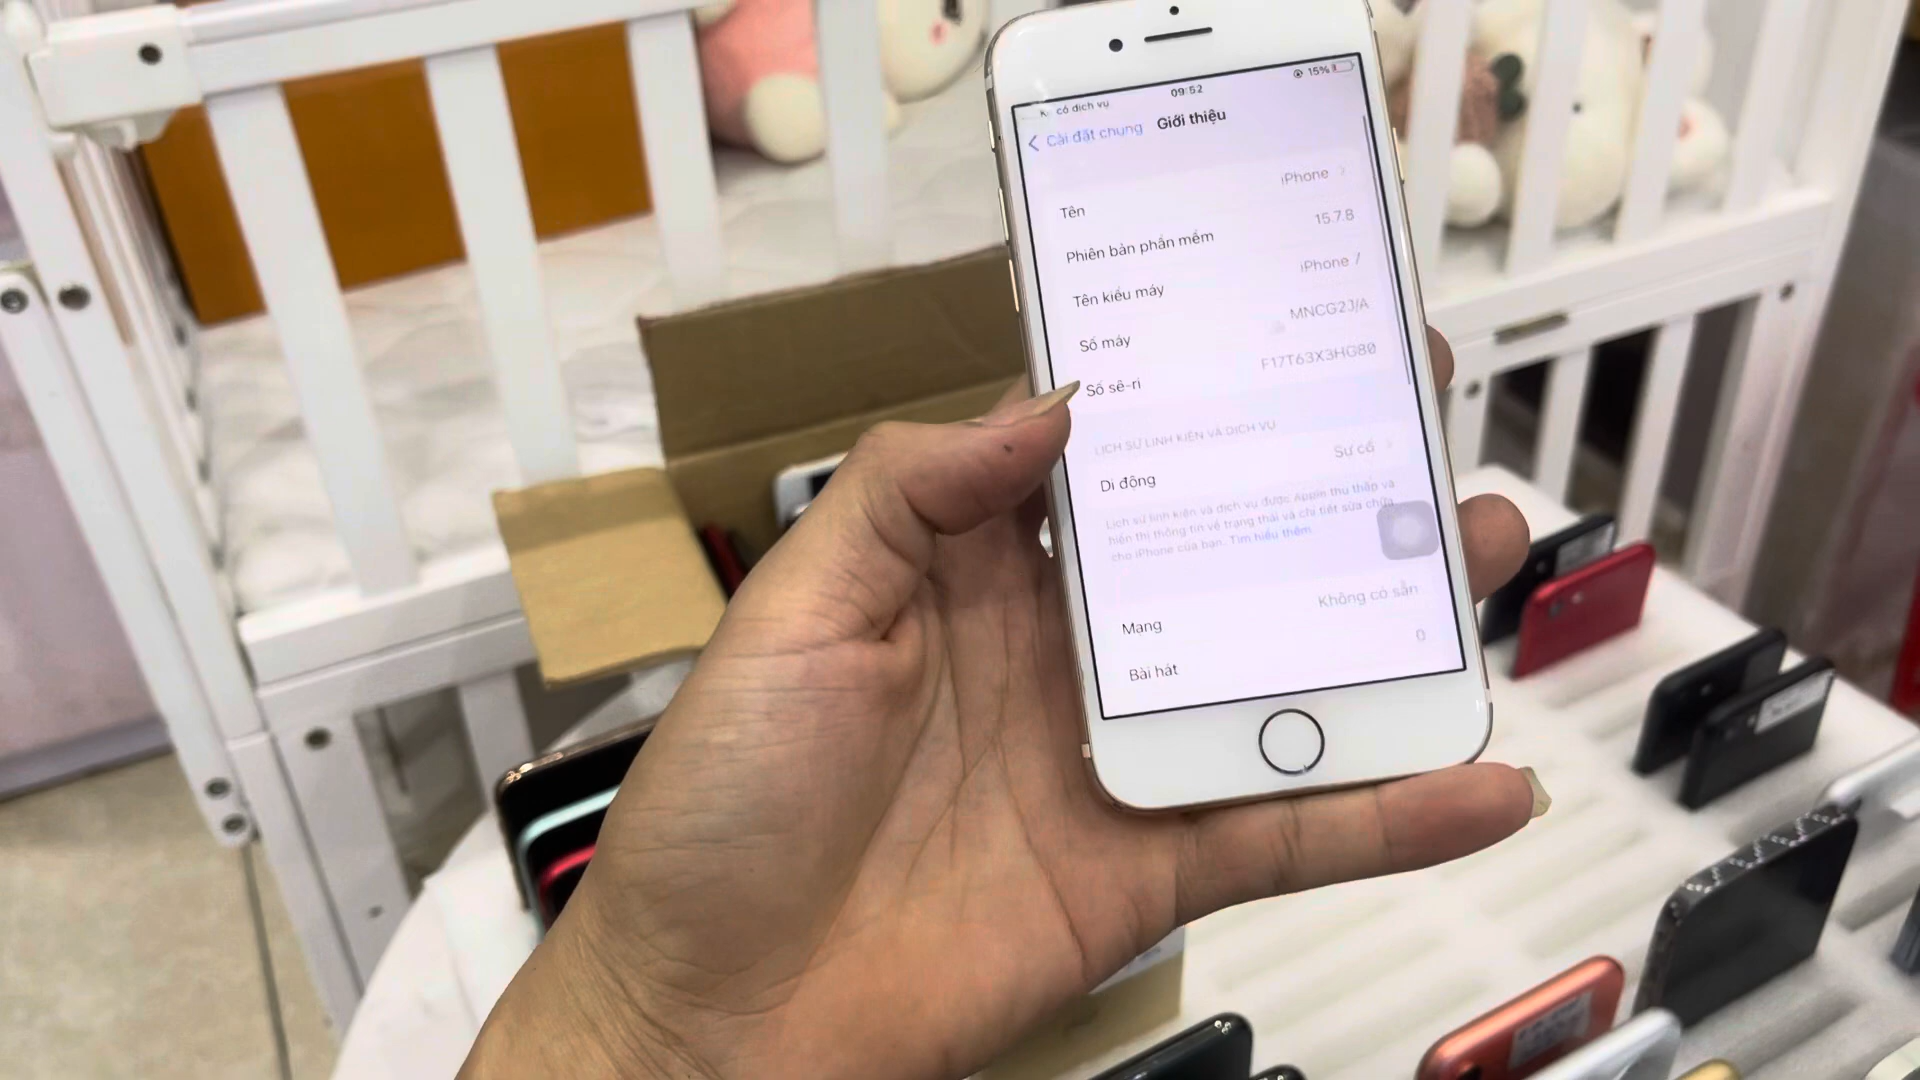 có dịch vụ 09:52 15%
Cài đặt chung Giới thiệu
Tên iPhone
Phiên bản phần mềm 15.7.8
Tên kiểu máy iPhone 7
Số máy MNCG2J/A
Số sê-ri F17T63X3HG80
LỊCH SỬ LINH KIỆN VÀ DỊCH VỤ
Di động Sự cố
Lịch sử linh kiện và dịch vụ được Apple thu thập và
hiển thị thông tin về trạng thái và chi tiết sửa chữa
cho iPhone của bạn. Tìm hiểu thêm.
Mạng Không có sẵn
Bài hát 0